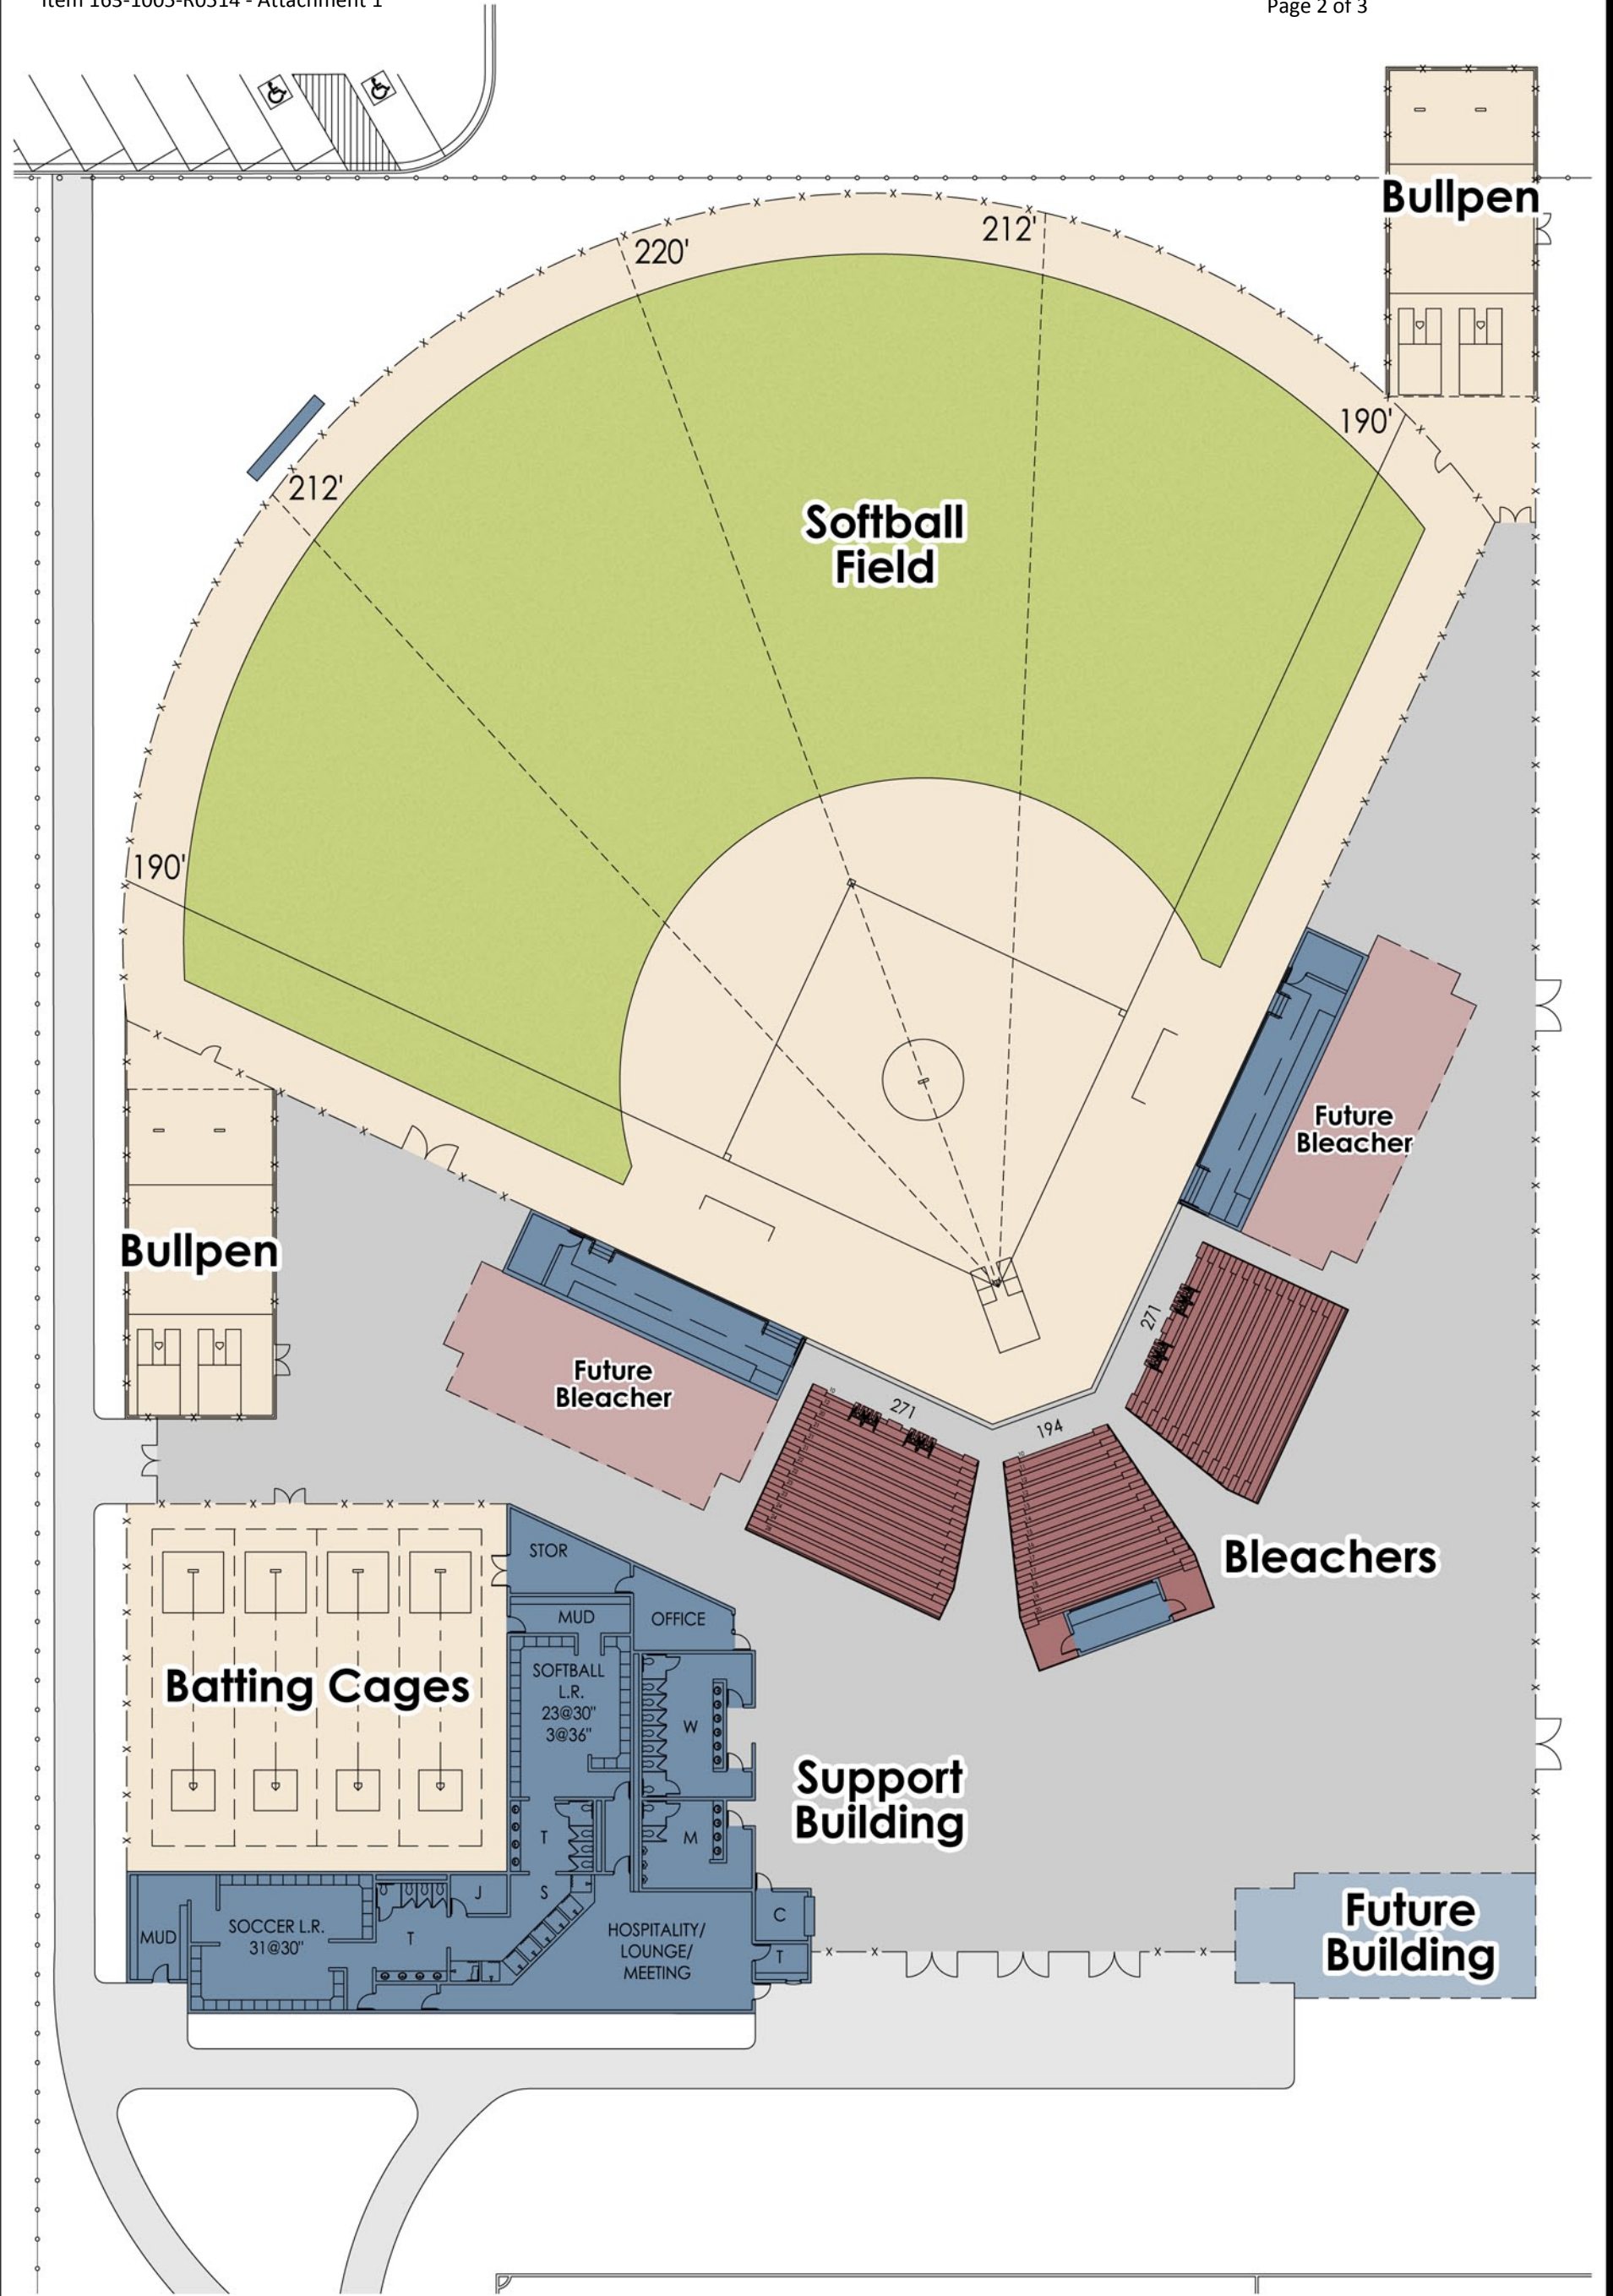 Item 163-1005-R0514 - Attachment 1
Page 2 of 3
Bullpen
212'
220'
190'
212'
Softball
Field
190'
Future
Bleacher
Bullpen
271
Future
Bleacher
271
194
STOR
Bleachers
MUD
OFFICE
SOFTBALL
L.R.
23@30"
3@36"
Batting Cages
W
Support
Building
T
M
J
S
C
MUD
SOCCER L.R.
31@30"
T
HOSPITALITY/
LOUNGE/
MEETING
T
Future
Building